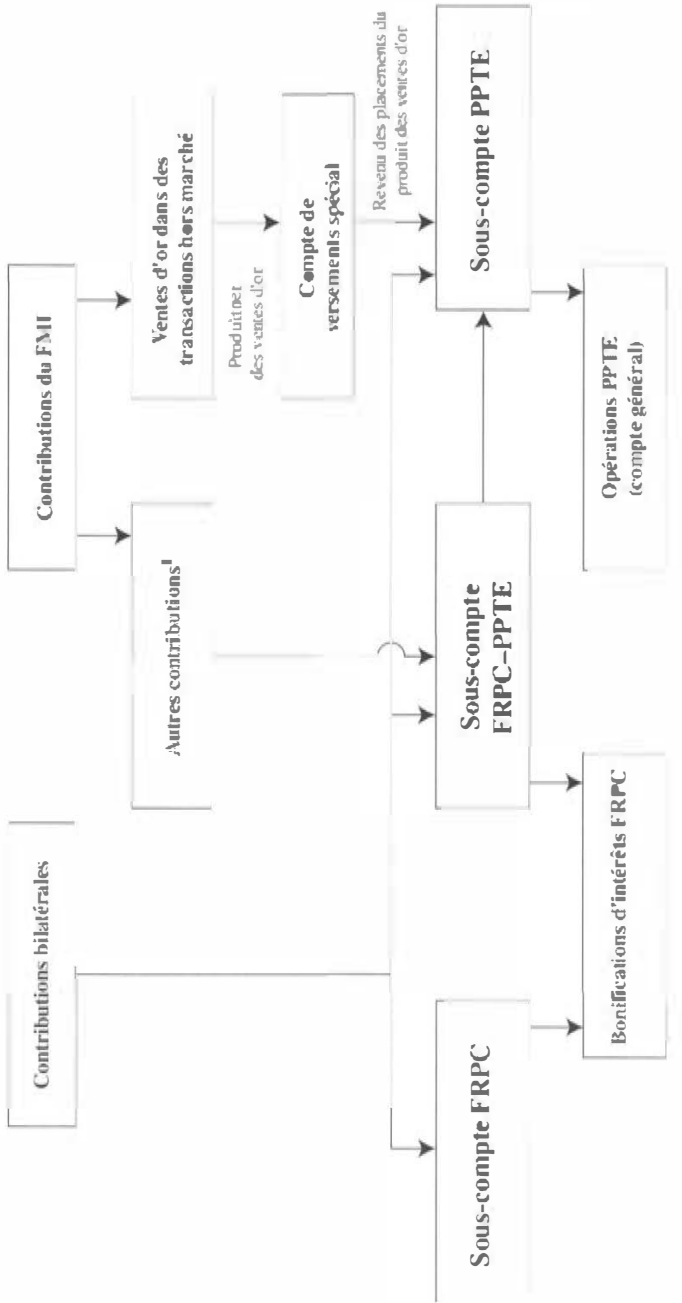 Contributions bilatérales
Contributions du FMI
Autres contributions¹
Ventes d'or dans des
transactions hors marché
Produit net
des ventes d'or
Compte de
versements spécial
Revenu des placements du
produit des ventes d'or
Sous-compte FRPC
Sous-compte
FRPC–PPTE
Sous-compte PPTE
Bonifications d'intérêts FRPC
Opérations PPTE
(compte général)